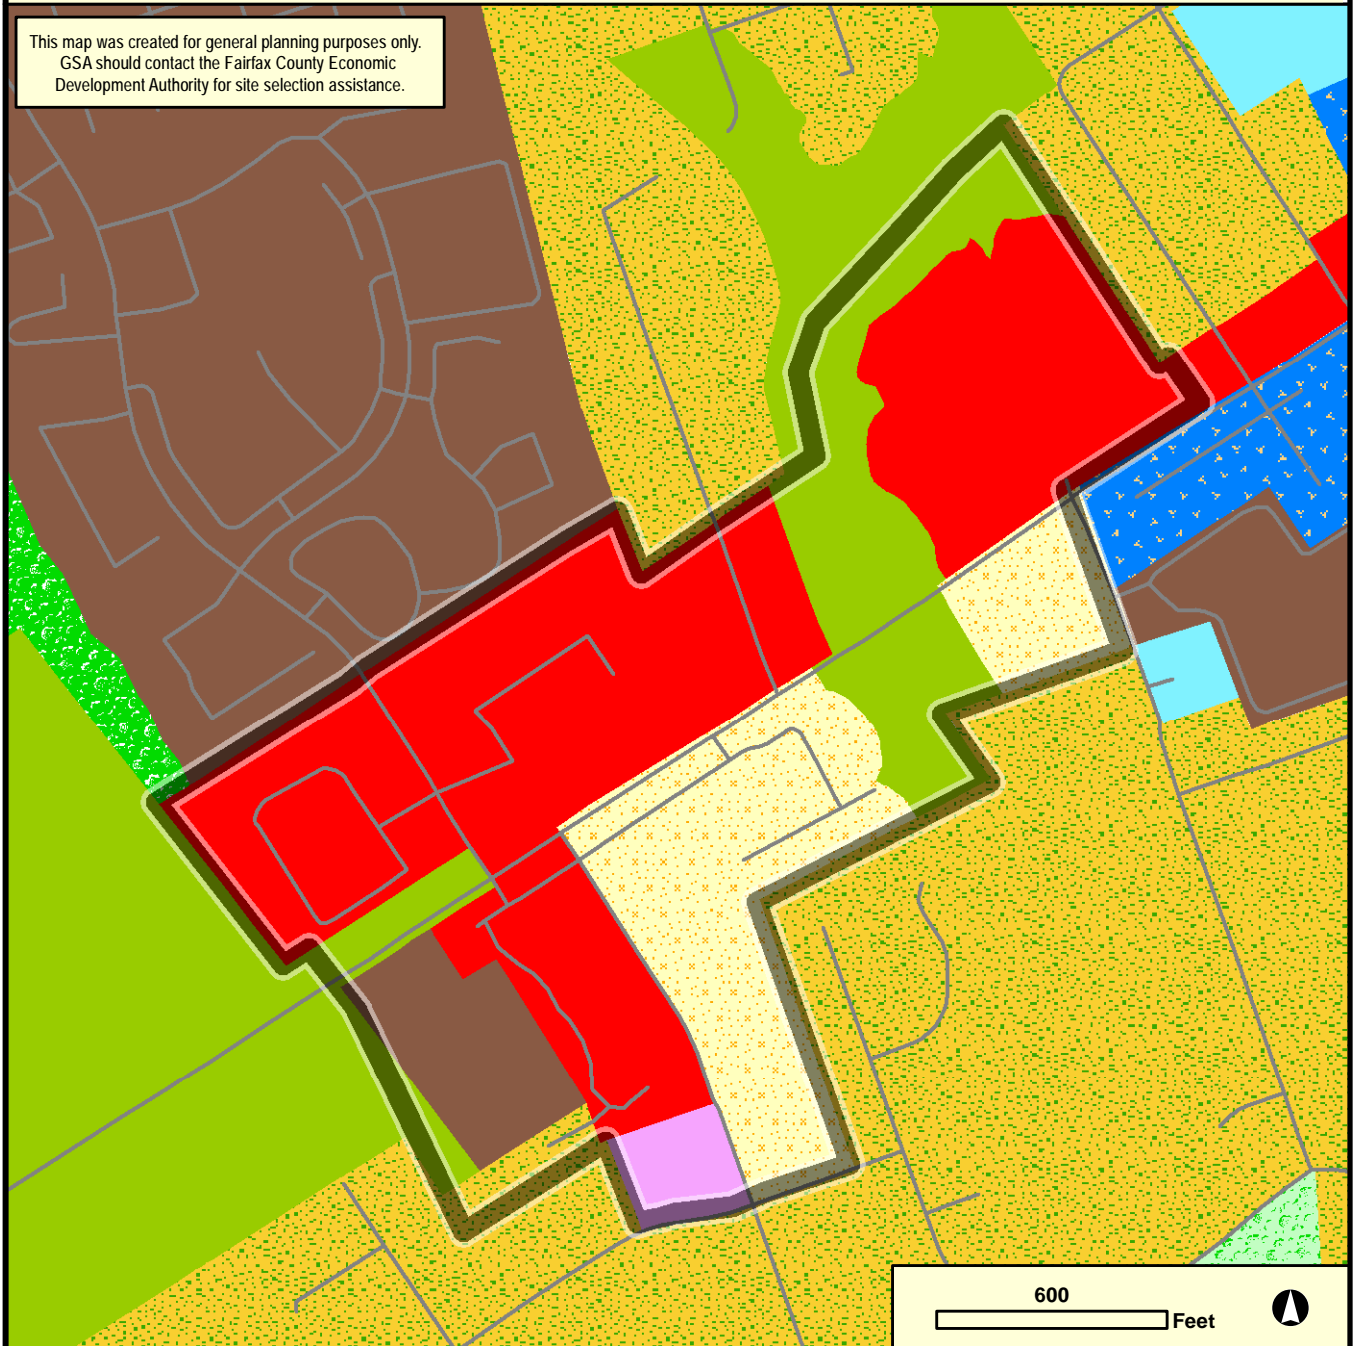 This map was created for general planning purposes only.
GSA should contact the Fairfax County Economic
Development Authority for site selection assistance.
600
Feet